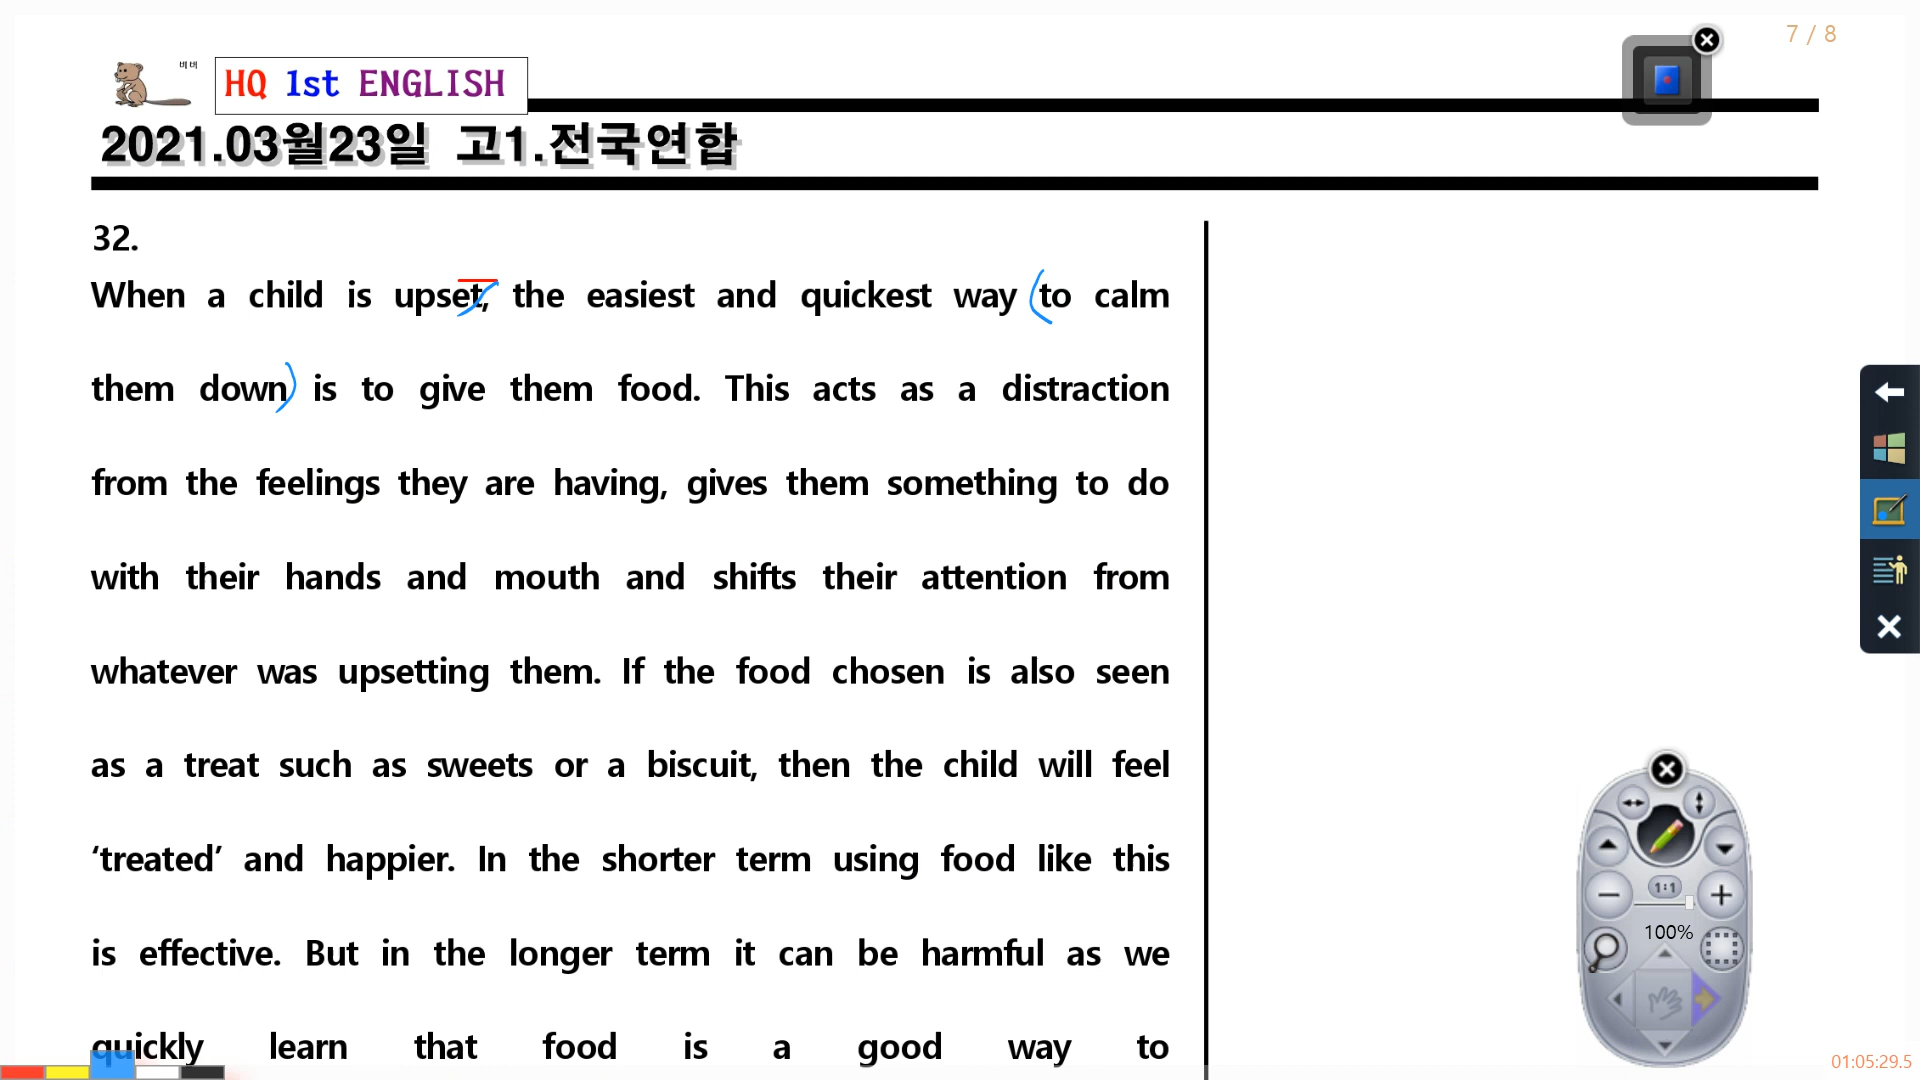 7 / 8
비버
HQ 1st ENGLISH
2021.03월23일 고1.전국연합
32.
When a child is upset, the easiest and quickest way to calm
them down is to give them food. This acts as a distraction
from the feelings they are having, gives them something to do
with their hands and mouth and shifts their attention from
whatever was upsetting them. If the food chosen is also seen
as a treat such as sweets or a biscuit, then the child will feel
‘treated’ and happier. In the shorter term using food like this
is effective. But in the longer term it can be harmful as we
quickly learn that food is a good way to
1:1
100%
01:05:29.5